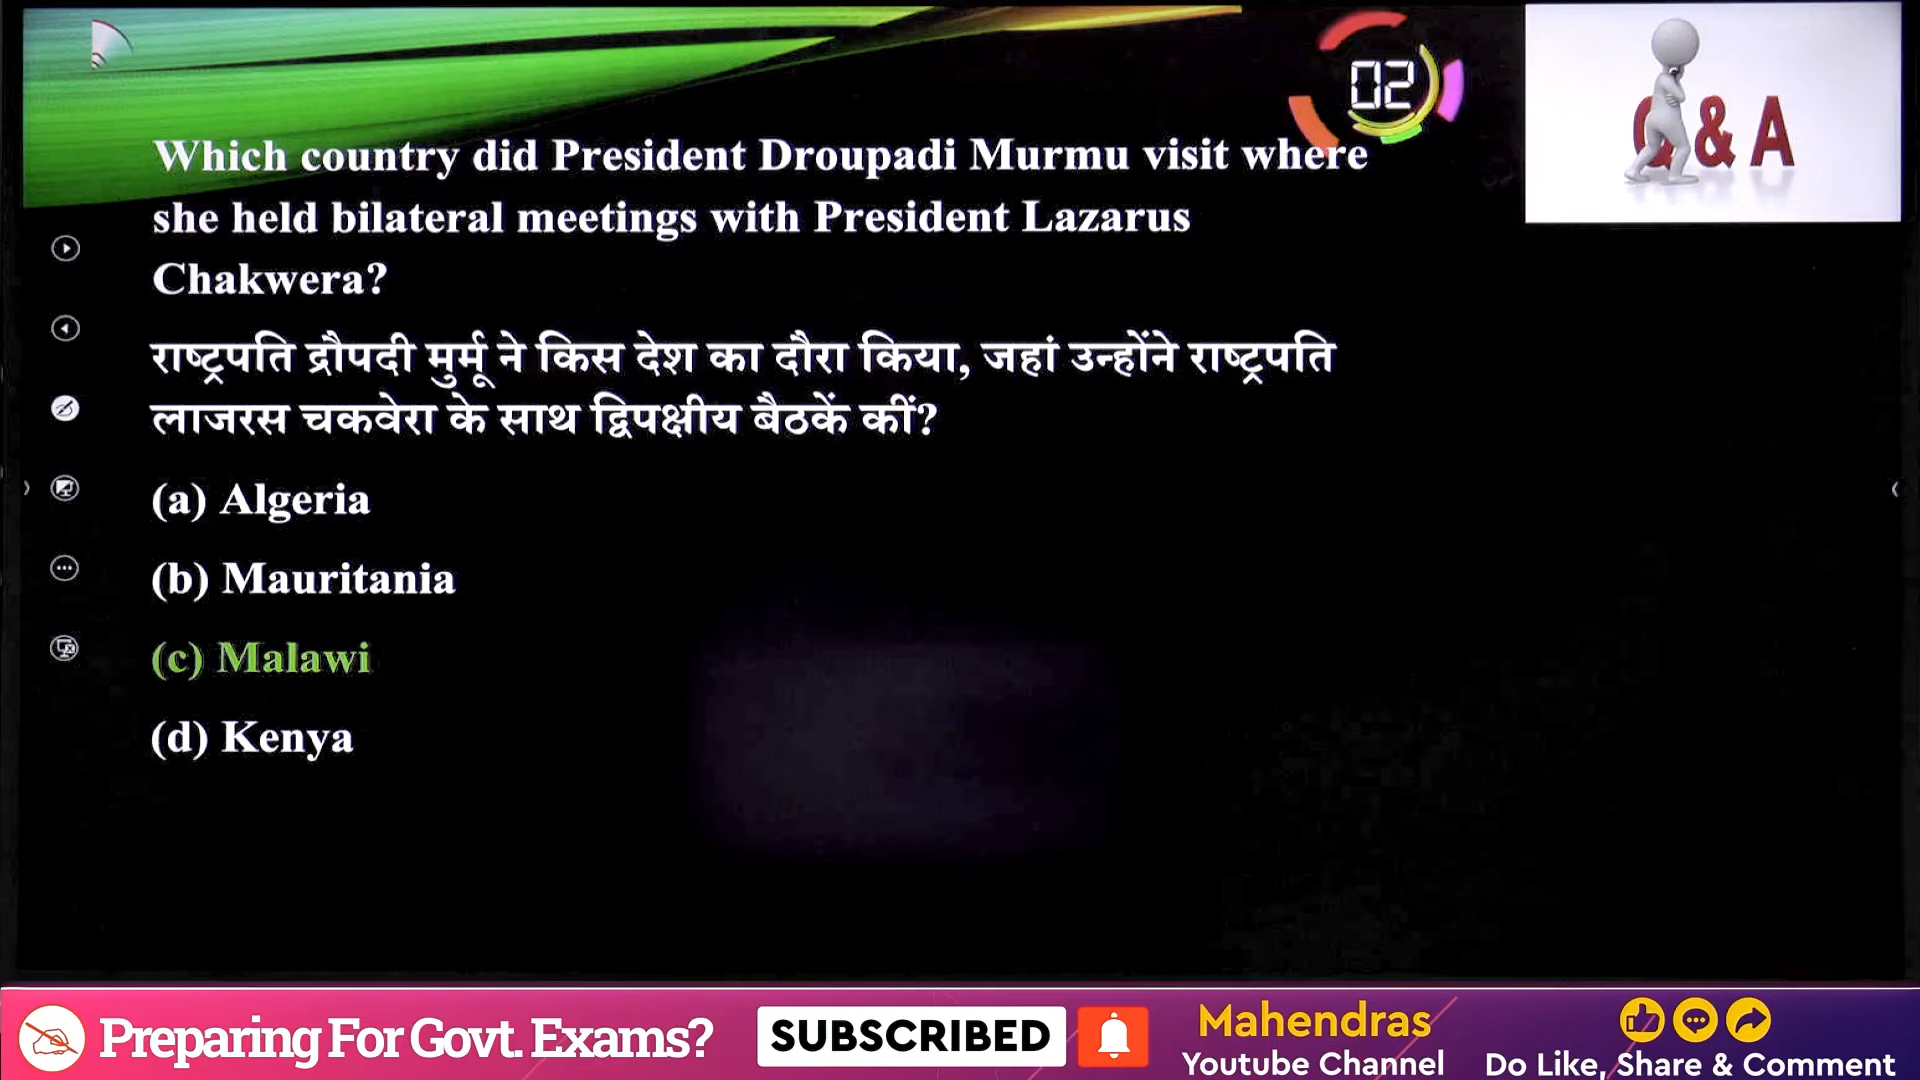 02
Q & A
Which country did President Droupadi Murmu visit where
she held bilateral meetings with President Lazarus
Chakwera?
राष्ट्रपति द्रौपदी मुर्मू ने किस देश का दौरा किया, जहां उन्होंने राष्ट्रपति
लाजरस चकवेरा के साथ द्विपक्षीय बैठकें कीं?
(a) Algeria
(b) Mauritania
(c) Malawi
(d) Kenya
Preparing For Govt. Exams?
SUBSCRIBED
Mahendras
Youtube Channel
Do Like, Share & Comment